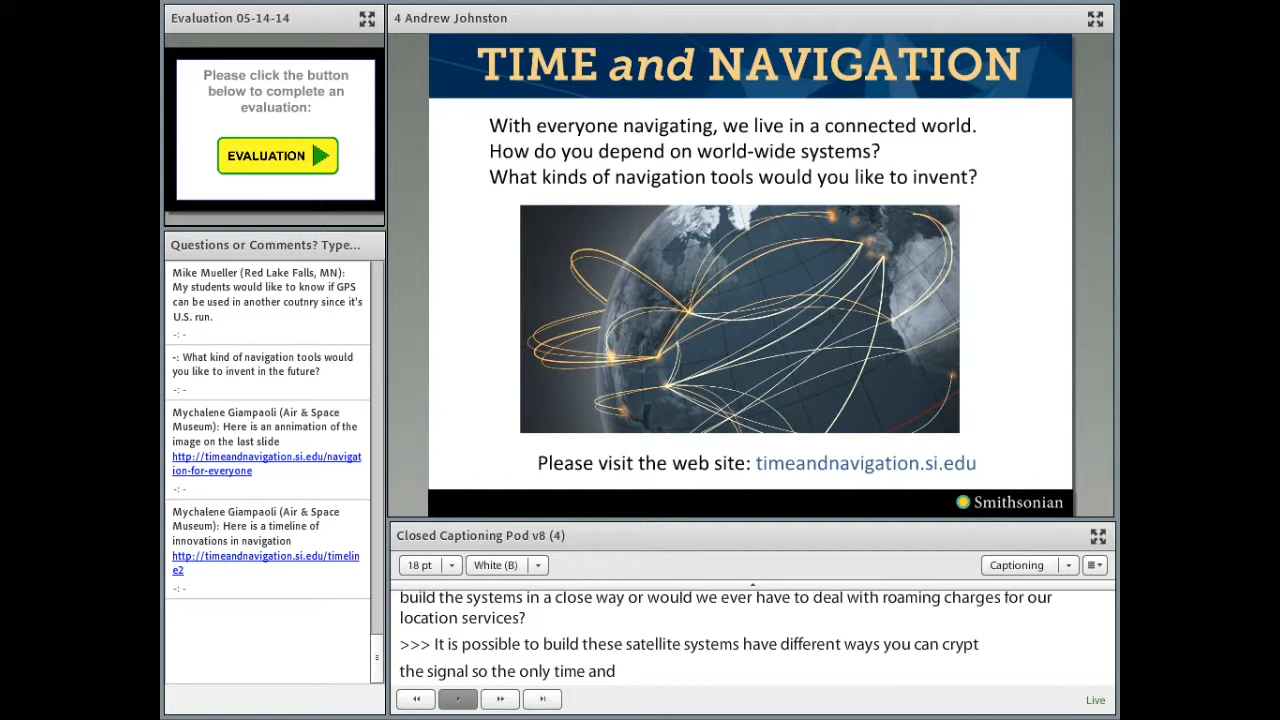 Evaluation 05-14-14
Please click the button
below to complete an
evaluation:
EVALUATION
Questions or Comments? Type...
Mike Mueller (Red Lake Falls, MN):
My students would like to know if GPS
can be used in another coutnry since it's
U.S. run.
-: -
-: What kind of navigation tools would
you like to invent in the future?
-: -
Mychalene Giampaoli (Air & Space
Museum): Here is an annimation of the
image on the last slide
http://timeandnavigation.si.edu/navigat
ion-for-everyone
-: -
Mychalene Giampaoli (Air & Space
Museum): Here is a timeline of
innovations in navigation
http://timeandnavigation.si.edu/timelin
e2
-: -
4 Andrew Johnston
TIME and NAVIGATION
With everyone navigating, we live in a connected world.
How do you depend on world-wide systems?
What kinds of navigation tools would you like to invent?
Please visit the web site: timeandnavigation.si.edu
Smithsonian
Closed Captioning Pod v8 (4)
18 pt White (B) Captioning
build the systems in a close way or would we ever have to deal with roaming charges for our
location services?
>>> It is possible to build these satellite systems have different ways you can crypt
the signal so the only time and
Live